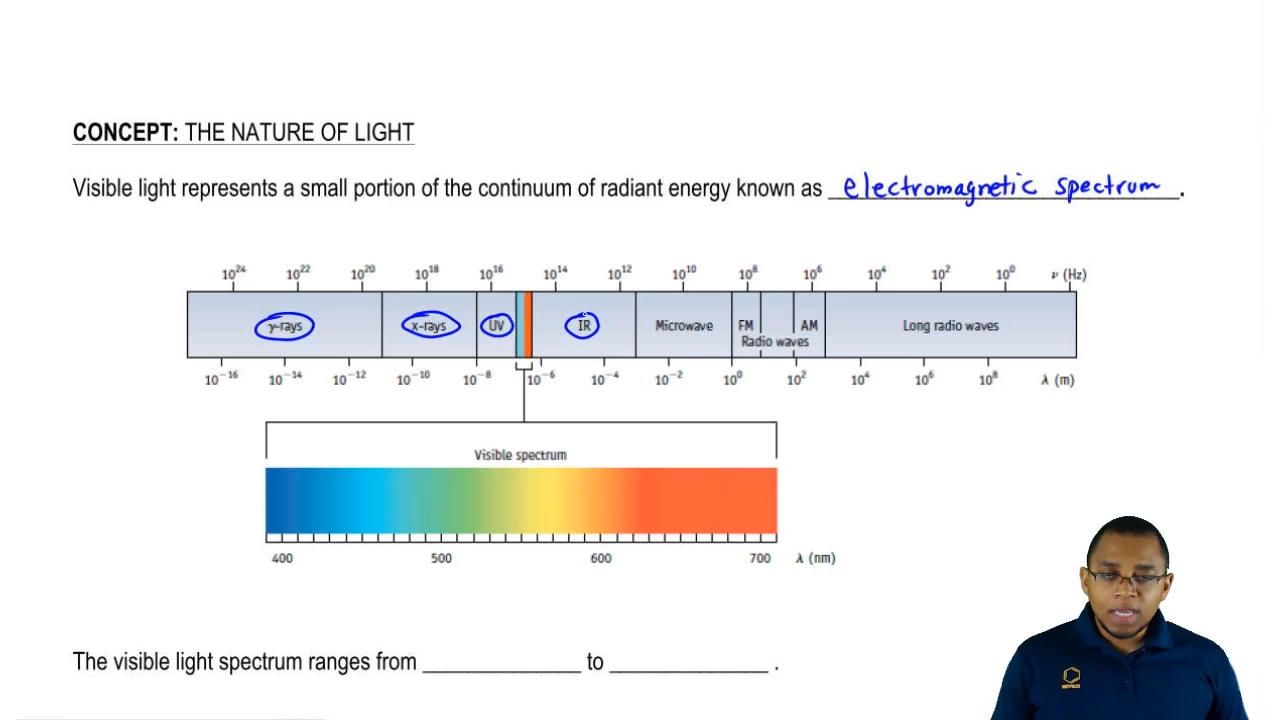 CONCEPT: THE NATURE OF LIGHT
Visible light represents a small portion of the continuum of radiant energy known as electromagnetic spectrum.
10²⁴ 10²² 10²⁰ 10¹⁸ 10¹⁶ 10¹⁴ 10¹² 10¹⁰ 10⁸ 10⁶ 10⁴ 10² 10⁰ ν (Hz)
γ-rays x-rays UV IR Microwave FM AM Long radio waves
Radio waves
10⁻¹⁶ 10⁻¹⁴ 10⁻¹² 10⁻¹⁰ 10⁻⁸ 10⁻⁶ 10⁻⁴ 10⁻² 10⁰ 10² 10⁴ 10⁶ 10⁸ λ (m)
Visible spectrum
400 500 600 700 λ (nm)
The visible light spectrum ranges from ____________ to ____________ .